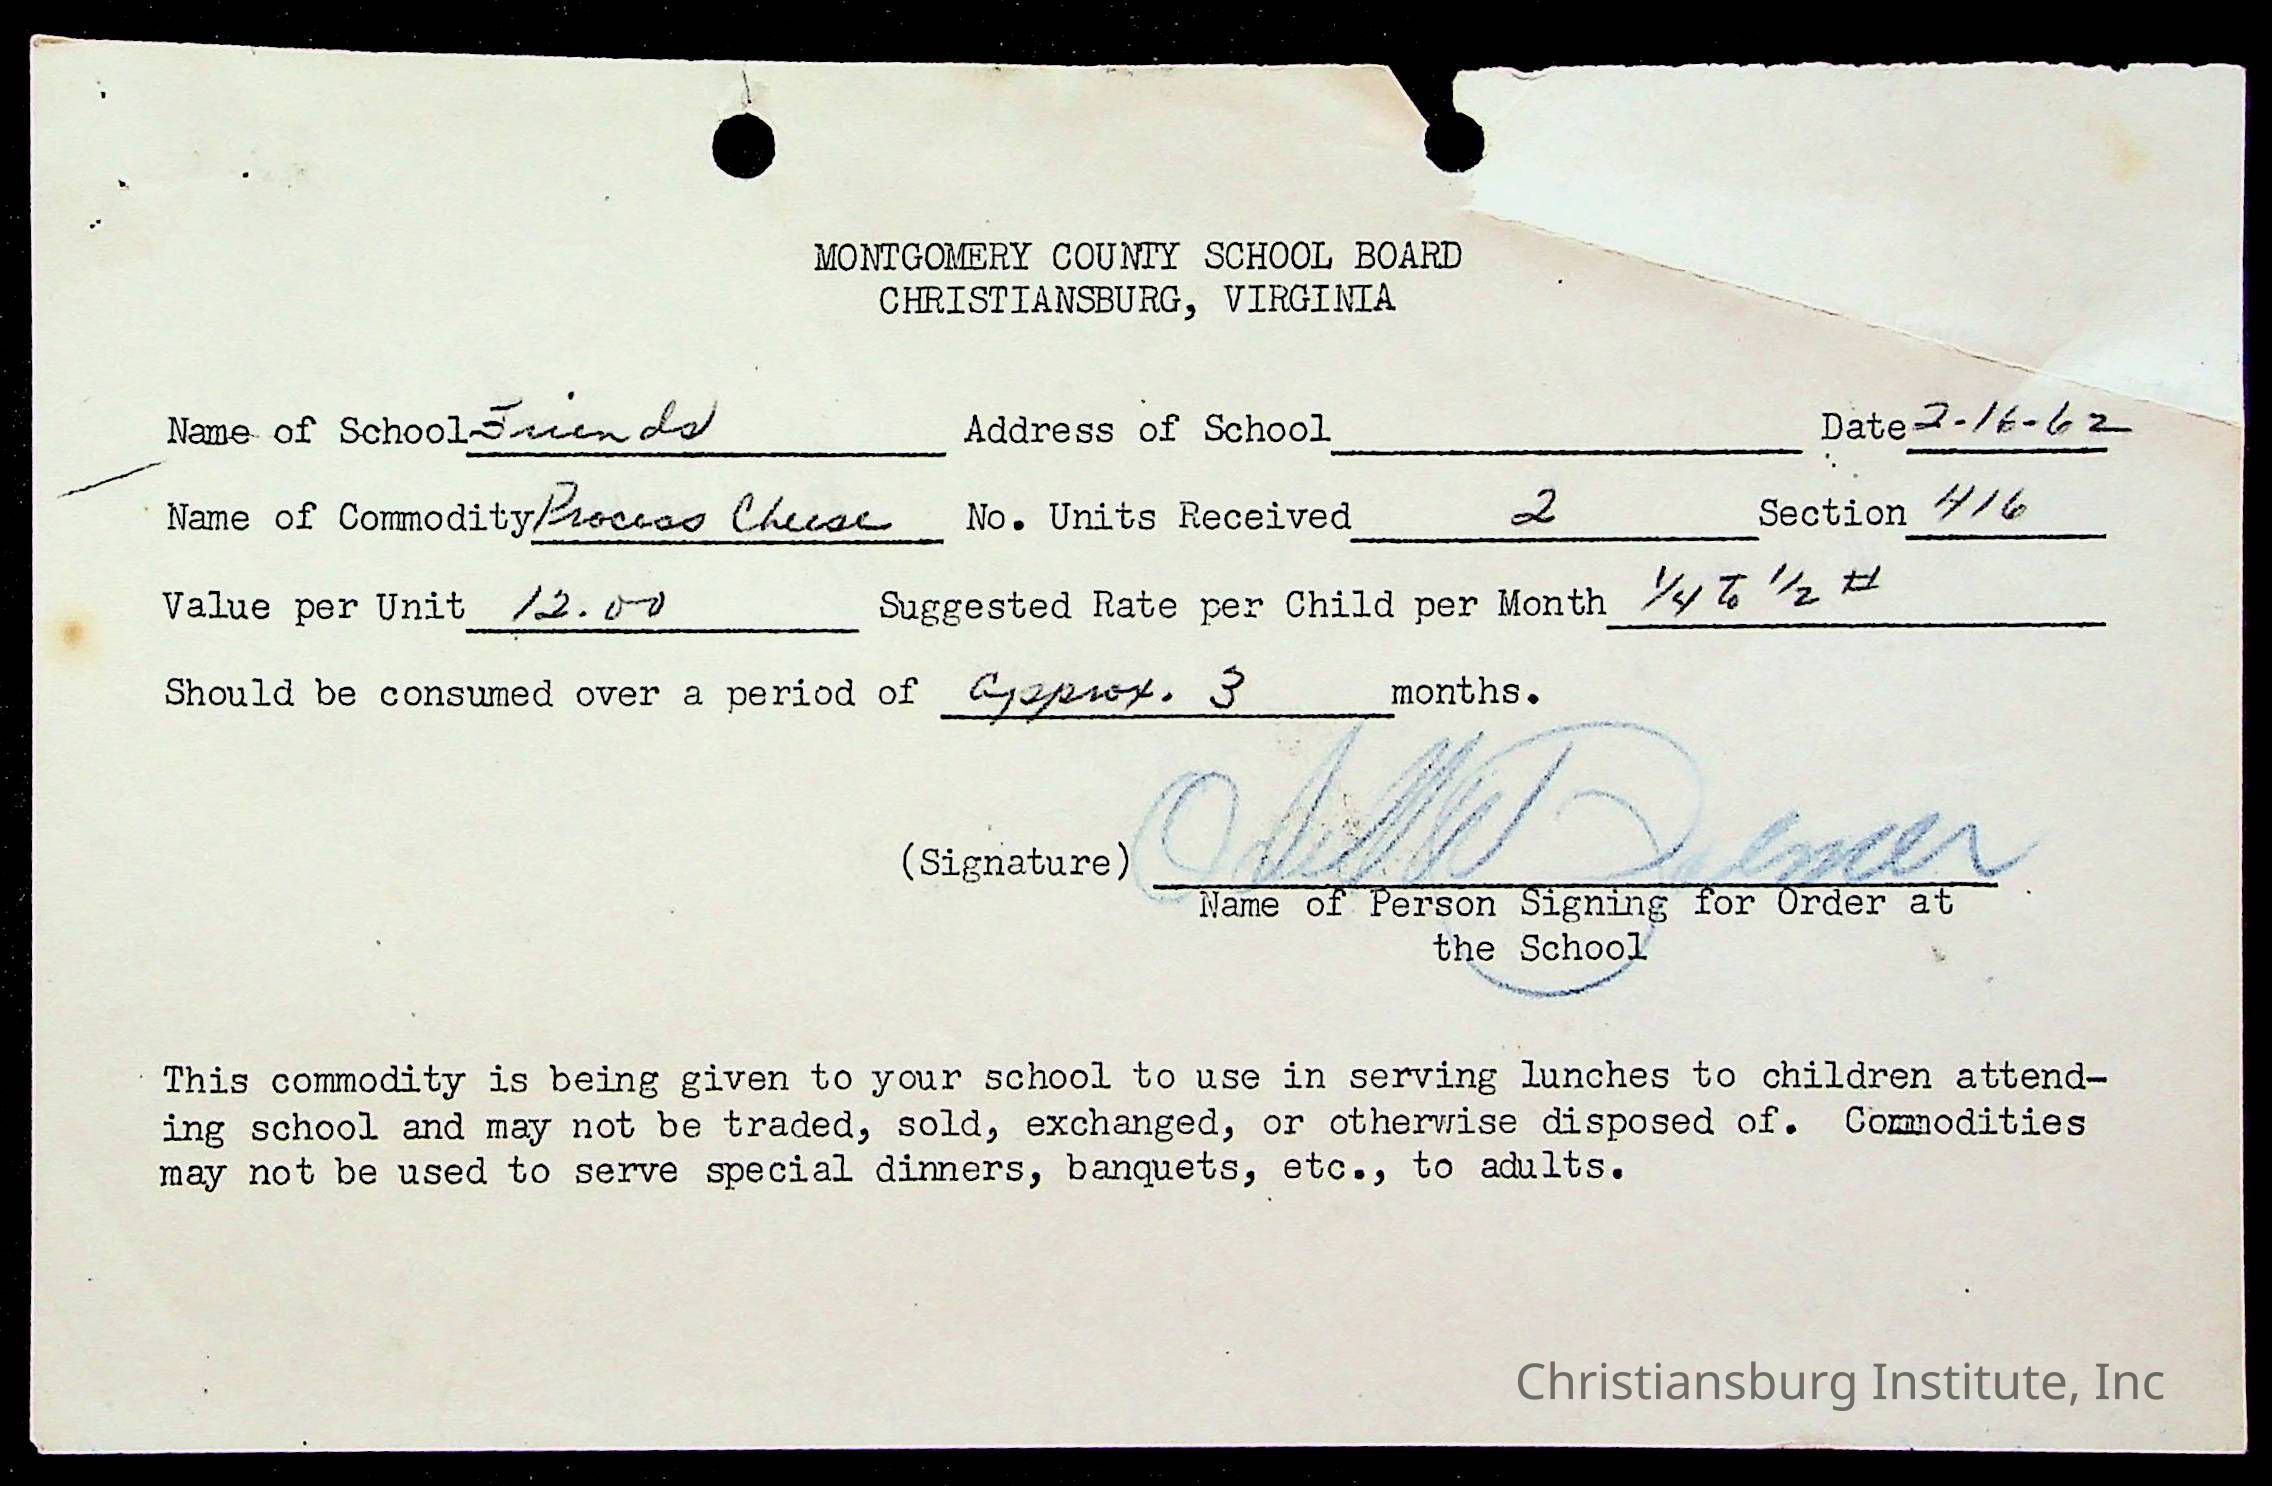 MONTGOMERY COUNTY SCHOOL BOARD
CHRISTIANSBURG, VIRGINIA
Name of School Friends Address of School Date 2-16-62
Name of Commodity Process Cheese No. Units Received 2 Section 416
Value per Unit 12.00 Suggested Rate per Child per Month 1/4 to 1/2 #
Should be consumed over a period of approx. 3 months.
(Signature)
Name of Person Signing for Order at
the School
This commodity is being given to your school to use in serving lunches to children attend-
ing school and may not be traded, sold, exchanged, or otherwise disposed of. Commodities
may not be used to serve special dinners, banquets, etc., to adults.
Christiansburg Institute, Inc